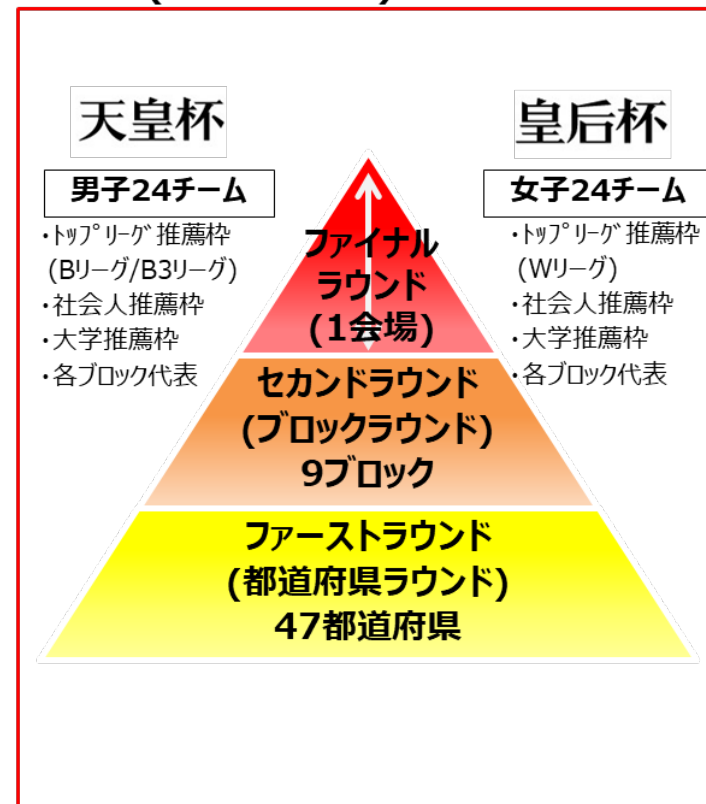 天皇杯
男子24チーム
・トップリーグ推薦枠
(Bリーグ/B3リーグ)
・社会人推薦枠
・大学推薦枠
・各ブロック代表
皇后杯
女子24チーム
・トップリーグ推薦枠
(Wリーグ)
・社会人推薦枠
・大学推薦枠
・各ブロック代表
ファイナル
ラウンド
(1会場)
セカンドラウンド
(ブロックラウンド)
9ブロック
ファーストラウンド
(都道府県ラウンド)
47都道府県